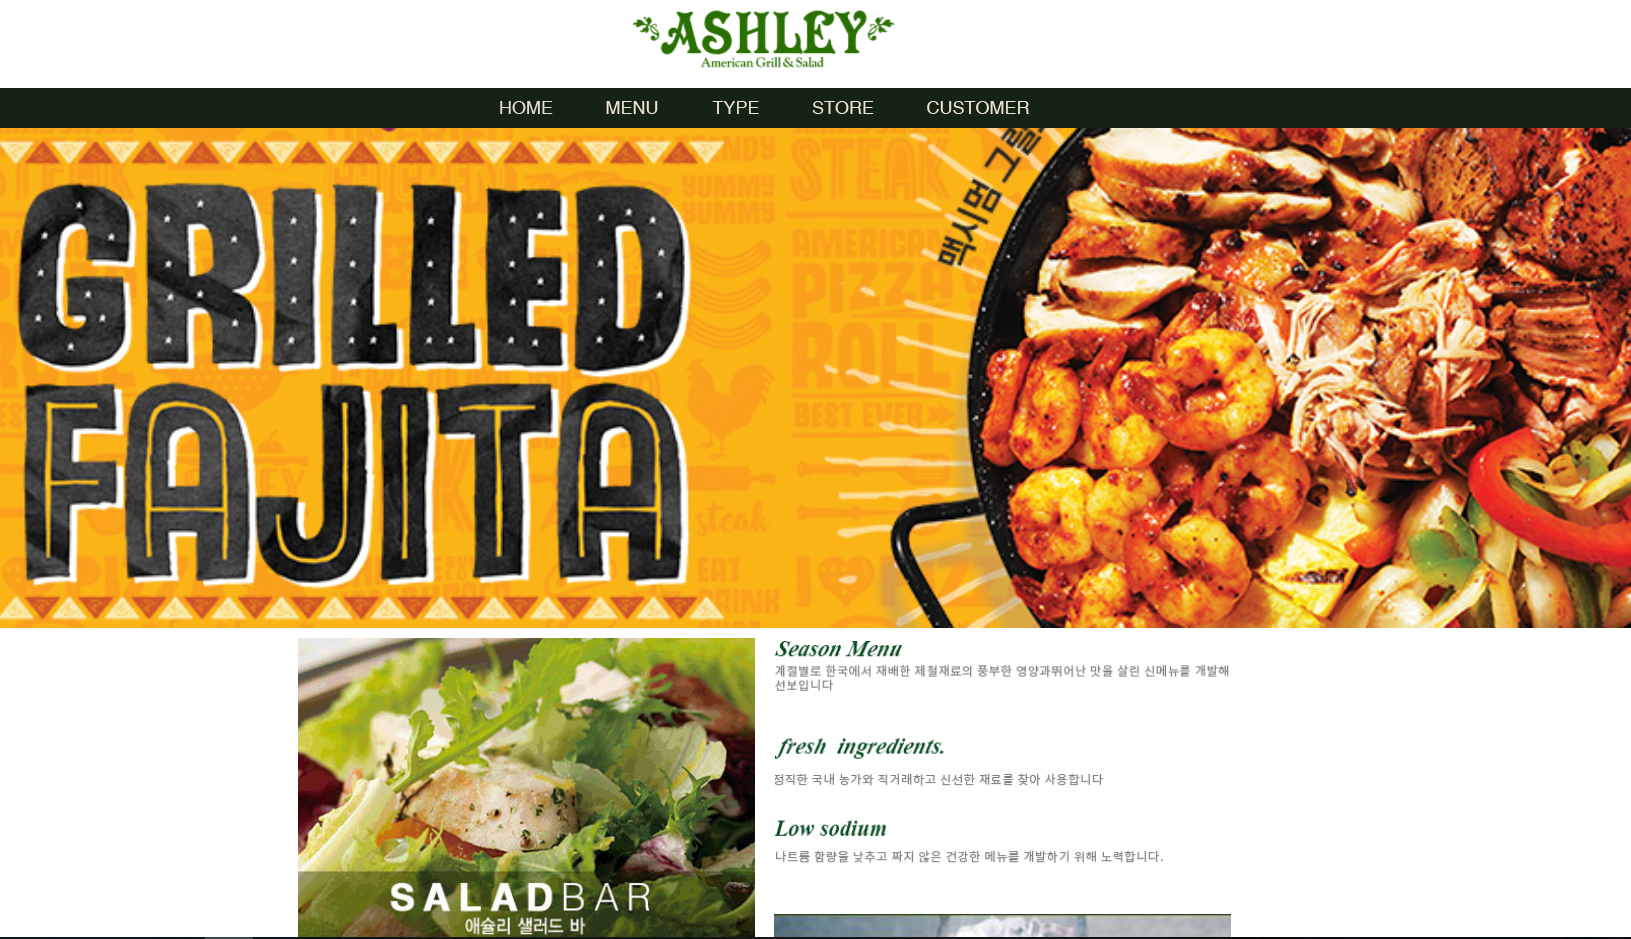 ASHLEY
American Grill & Salad
HOME MENU TYPE STORE CUSTOMER
GRILLED
FAJITA
맥시멈 그릴
STEAK
YUMMY
YUMMY
AMERICAN
PIZZA
ROLL
BEST EVER
steak
EAT
DRINK
Season Menu
계절별로 한국에서 재배한 제철재료의 풍부한 영양과뛰어난 맛을 살린 신메뉴를 개발해
선보입니다
fresh ingredients.
정직한 국내 농가와 직거래하고 신선한 재료를 찾아 사용합니다
Low sodium
나트륨 함량을 낮추고 짜지 않은 건강한 메뉴를 개발하기 위해 노력합니다.
SALADBAR
애슐리 샐러드 바